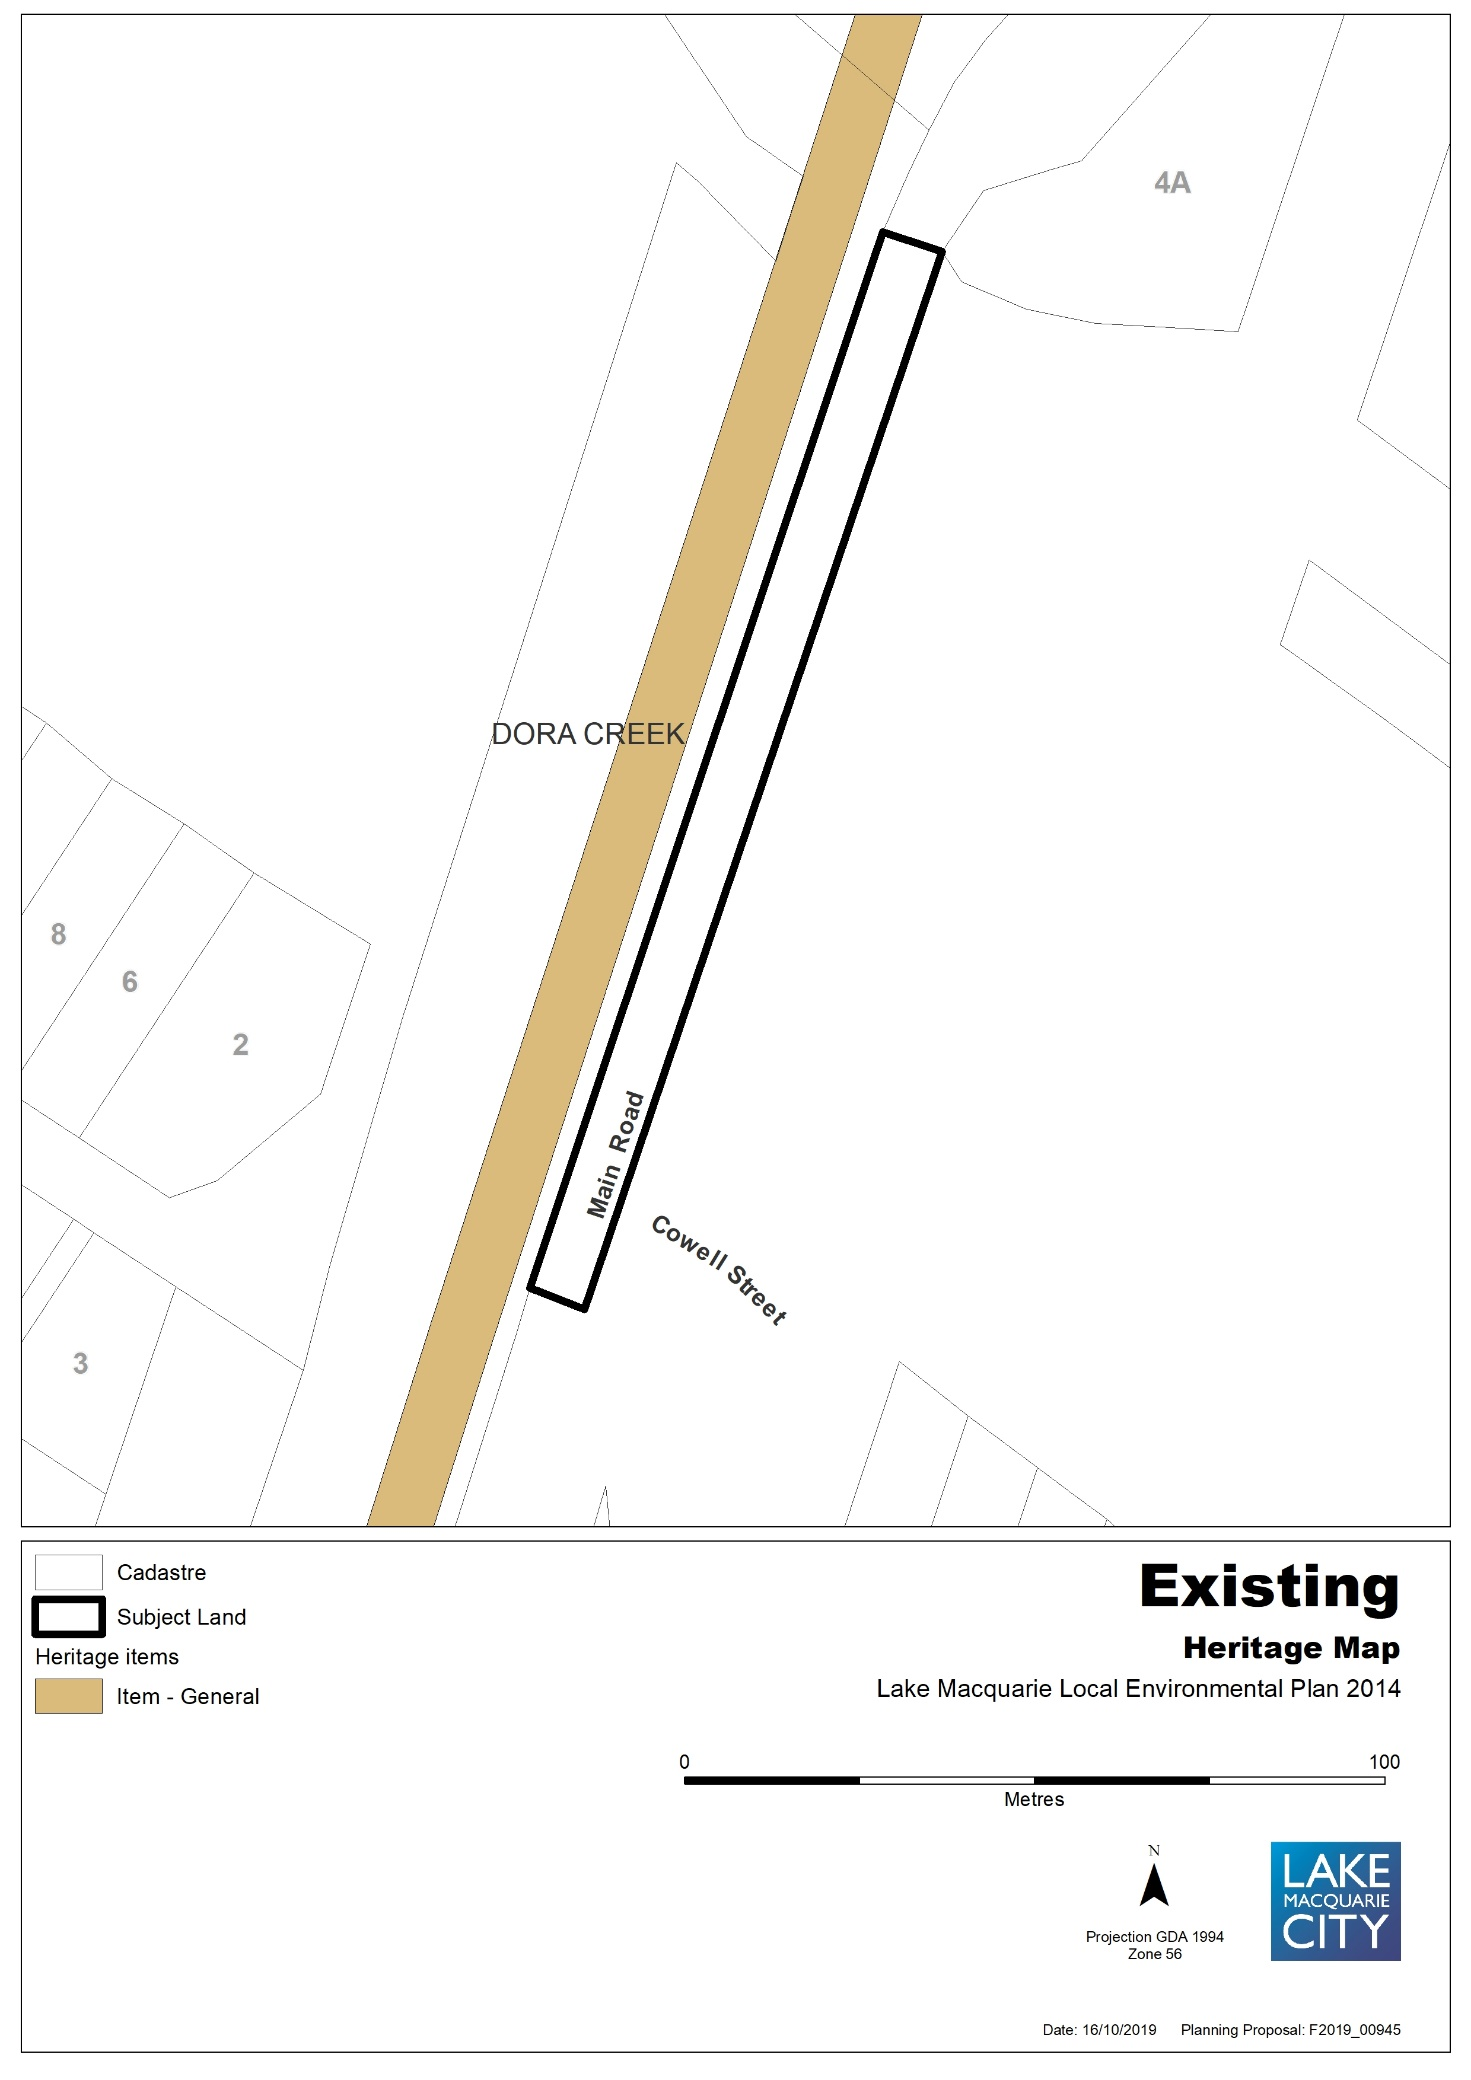 4A
DORA CREEK
8
6
2
Main Road
Cowell Street
3
Cadastre
Subject Land
Heritage items
Item - General
Existing
Heritage Map
Lake Macquarie Local Environmental Plan 2014
0 100
Metres
N
Projection GDA 1994
Zone 56
LAKE
MACQUARIE
CITY
Date: 16/10/2019 Planning Proposal: F2019_00945